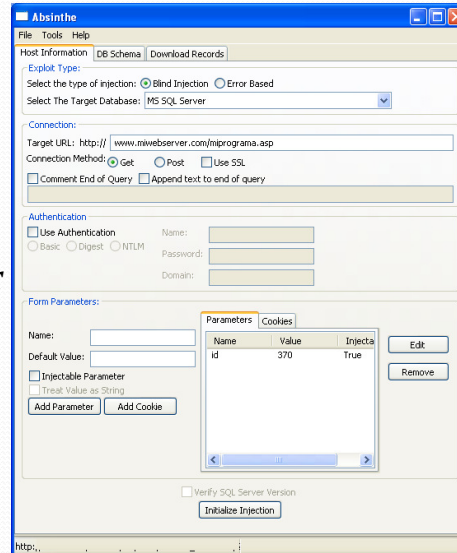 Absinthe
File Tools Help
Host Information DB Schema Download Records
Exploit Type:
Select the type of injection: Blind Injection Error Based
Select The Target Database: MS SQL Server
Connection:
Target URL: http:// www.miwebserver.com/miprograma.asp
Connection Method: Get Post Use SSL
Comment End of Query Append text to end of query
Authentication
Use Authentication Name:
Basic Digest NTLM
Password:
Domain:
Form Parameters:
Parameters Cookies
Name:
Name Value Injecta
Edit
Default Value:
id 370 True
Injectable Parameter
Remove
Treat Value as String
Add Parameter Add Cookie
Verify SQL Server Version
Initialize Injection
http: